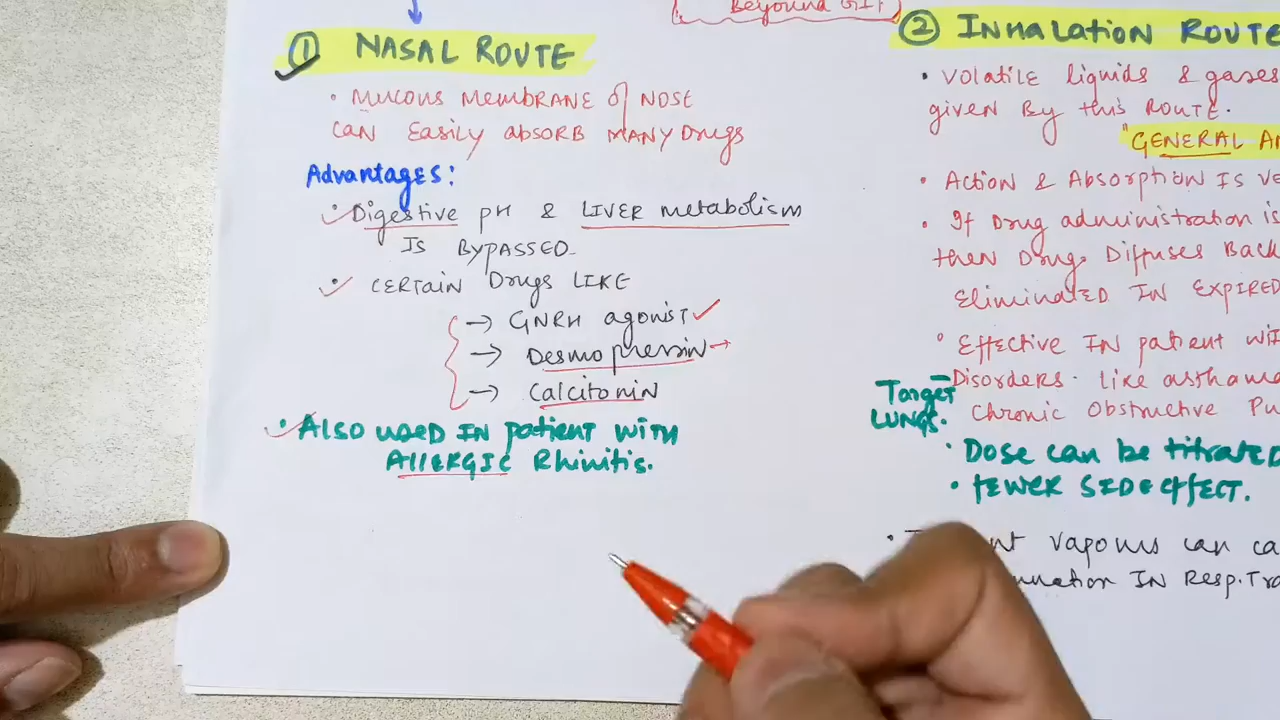 Beyound GIT
① NASAL ROUTE
• Mucous Membrane of NOSE
can Easily absorb MANY Drugs
Advantages:
• Digestive pH & LIVER metabolism
IS BYPASSED
• CERTAIN Drugs LIKE
→ GNRH agonist
→ Desmopressin →
→ Calcitonin
• Also used IN patient with
ALLERGIC Rhinitis.
② INHALATION ROUTE
• Volatile liquids & gases
given By this ROUTE.
"GENERAL
• Action & Absorption IS
• If Drug administration is
then Drug Diffuses Back
Eliminated IN EXPIRED
• Effective IN patient
Disorders. like asthama
Target
LUNGS.
Chronic Obstructive
• Dose can be titrated
• fewer SIDE effect.
vapours can
IN Resp.